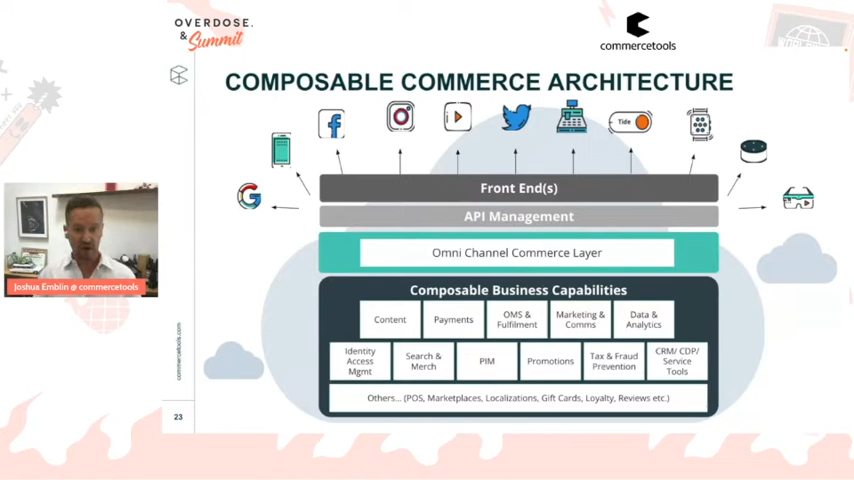 OVERDOSE.
& Summit
commercetools
COMPOSABLE COMMERCE ARCHITECTURE
Tide
Front End(s)
API Management
Omni Channel Commerce Layer
Composable Business Capabilities
Content
Payments
OMS &
Fulfilment
Marketing &
Comms
Data &
Analytics
Identity
Access
Mgmt
Search &
Merch
PIM
Promotions
Tax & Fraud
Prevention
CRM/ CDP/
Service
Tools
Others... (POS, Marketplaces, Localizations, Gift Cards, Loyalty, Reviews etc.)
Joshua Emblin @ commercetools
commercetools.com
23